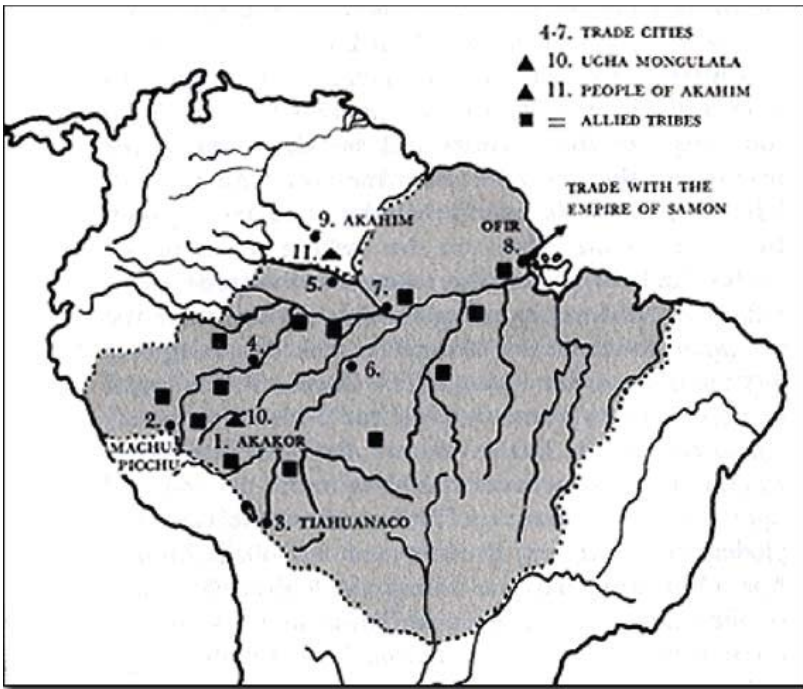 4-7. TRADE CITIES
▲ 10. UGHA MONGULALA
▲ 11. PEOPLE OF AKAHIM
■ = ALLIED TRIBES
TRADE WITH THE
EMPIRE OF SAMON
OFIR
8.
9. AKAHIM
11.
5.
7.
4.
6.
10.
2.
1. AKAKOR
MACHU-
PICCHU
3. TIAHUANACO